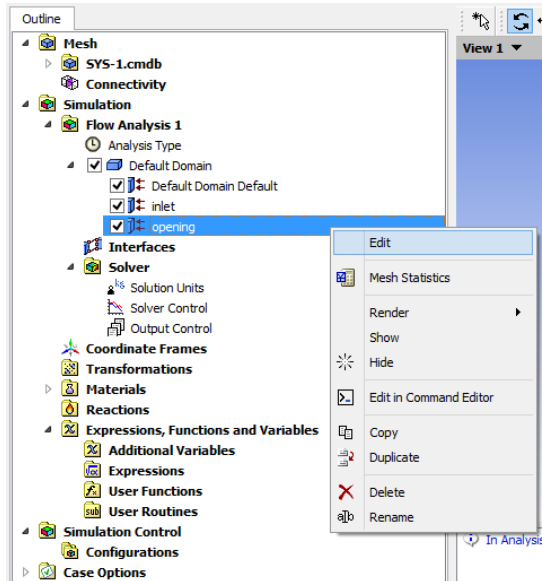 Outline
View 1
Mesh
SYS-1.cmdb
Connectivity
Simulation
Flow Analysis 1
Analysis Type
Default Domain
Default Domain Default
inlet
opening
Interfaces
Solver
ks Solution Units
Solver Control
Output Control
Coordinate Frames
Transformations
Materials
Reactions
Expressions, Functions and Variables
Additional Variables
Expressions
User Functions
sub User Routines
Simulation Control
Configurations
Case Options
Edit
Mesh Statistics
Render
Show
Hide
Edit in Command Editor
Copy
Duplicate
Delete
Rename
In Analysis